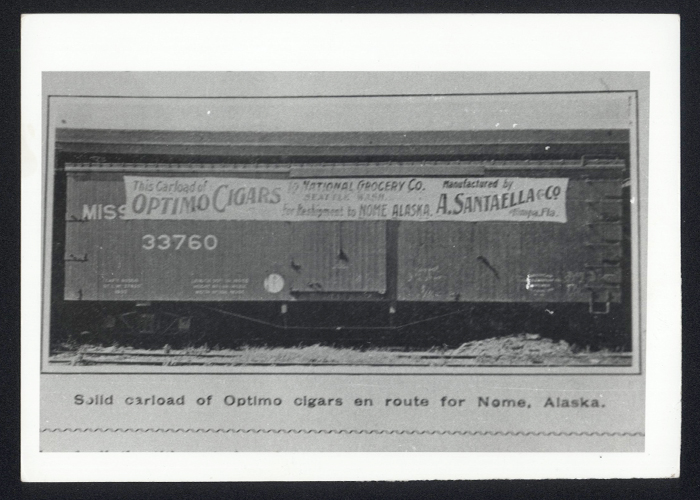 This Carload of
OPTIMO CIGARS
to NATIONAL GROCERY CO.
SEATTLE WASH.
for Reshipment to NOME ALASKA.
Manufactured by
A. SANTAELLA & CO
Tampa, Fla.
MISS
33760
Solid carload of Optimo cigars en route for Nome, Alaska.